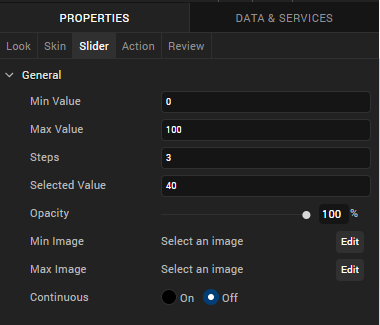 PROPERTIES DATA & SERVICES
Look Skin Slider Action Review
General
Min Value 0
Max Value 100
Steps 3
Selected Value 40
Opacity 100 %
Min Image Select an image Edit
Max Image Select an image Edit
Continuous On Off